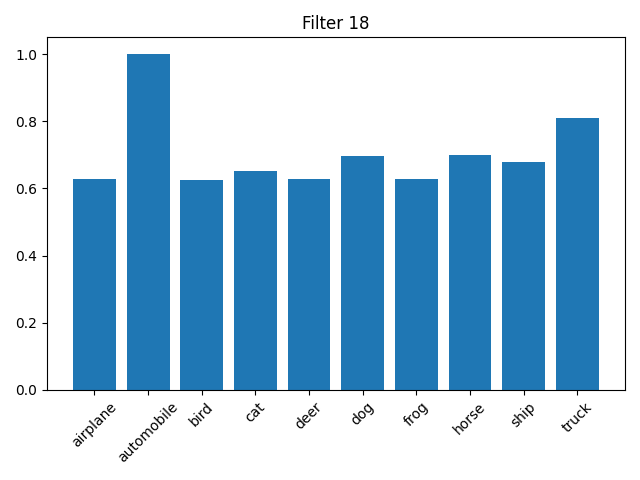 Filter 18
1.0
0.8
0.6
0.4
0.2
0.0
airplane
automobile
bird
cat
deer
dog
frog
horse
ship
truck